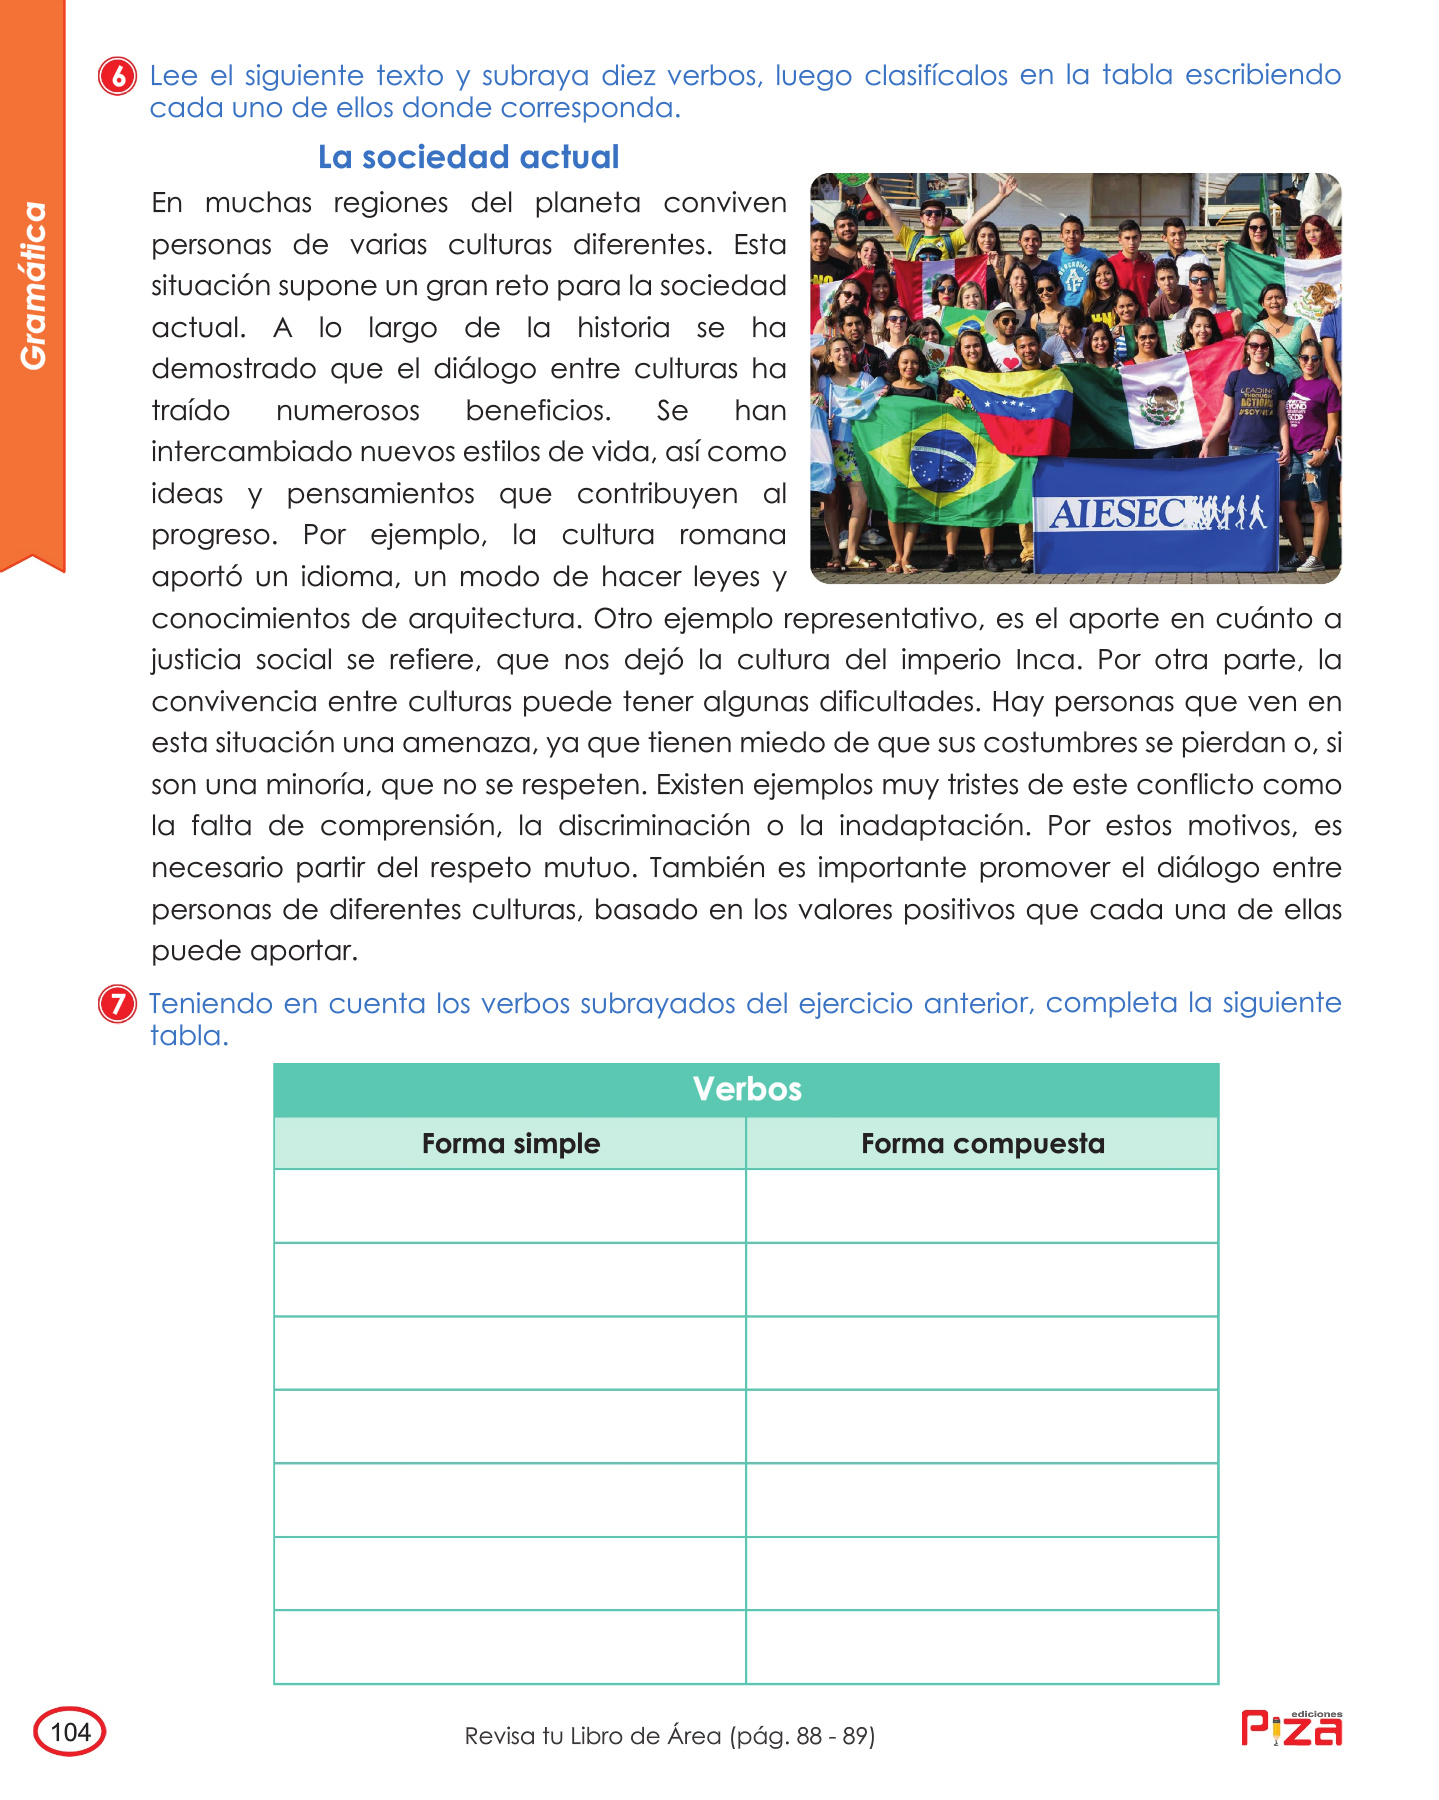 Gramática
6 Lee el siguiente texto y subraya diez verbos, luego clasifícalos en la tabla escribiendo
cada uno de ellos donde corresponda.
La sociedad actual
En muchas regiones del planeta conviven
personas de varias culturas diferentes. Esta
situación supone un gran reto para la sociedad
actual. A lo largo de la historia se ha
demostrado que el diálogo entre culturas ha
traído numerosos beneficios. Se han
intercambiado nuevos estilos de vida, así como
ideas y pensamientos que contribuyen al
progreso. Por ejemplo, la cultura romana
aportó un idioma, un modo de hacer leyes y
conocimientos de arquitectura. Otro ejemplo representativo, es el aporte en cuánto a
justicia social se refiere, que nos dejó la cultura del imperio Inca. Por otra parte, la
convivencia entre culturas puede tener algunas dificultades. Hay personas que ven en
esta situación una amenaza, ya que tienen miedo de que sus costumbres se pierdan o, si
son una minoría, que no se respeten. Existen ejemplos muy tristes de este conflicto como
la falta de comprensión, la discriminación o la inadaptación. Por estos motivos, es
necesario partir del respeto mutuo. También es importante promover el diálogo entre
personas de diferentes culturas, basado en los valores positivos que cada una de ellas
puede aportar.
AIESEC
7 Teniendo en cuenta los verbos subrayados del ejercicio anterior, completa la siguiente
tabla.
Verbos
Forma simple Forma compuesta
104
Revisa tu Libro de Área (pág. 88 - 89)
ediciones
Piza